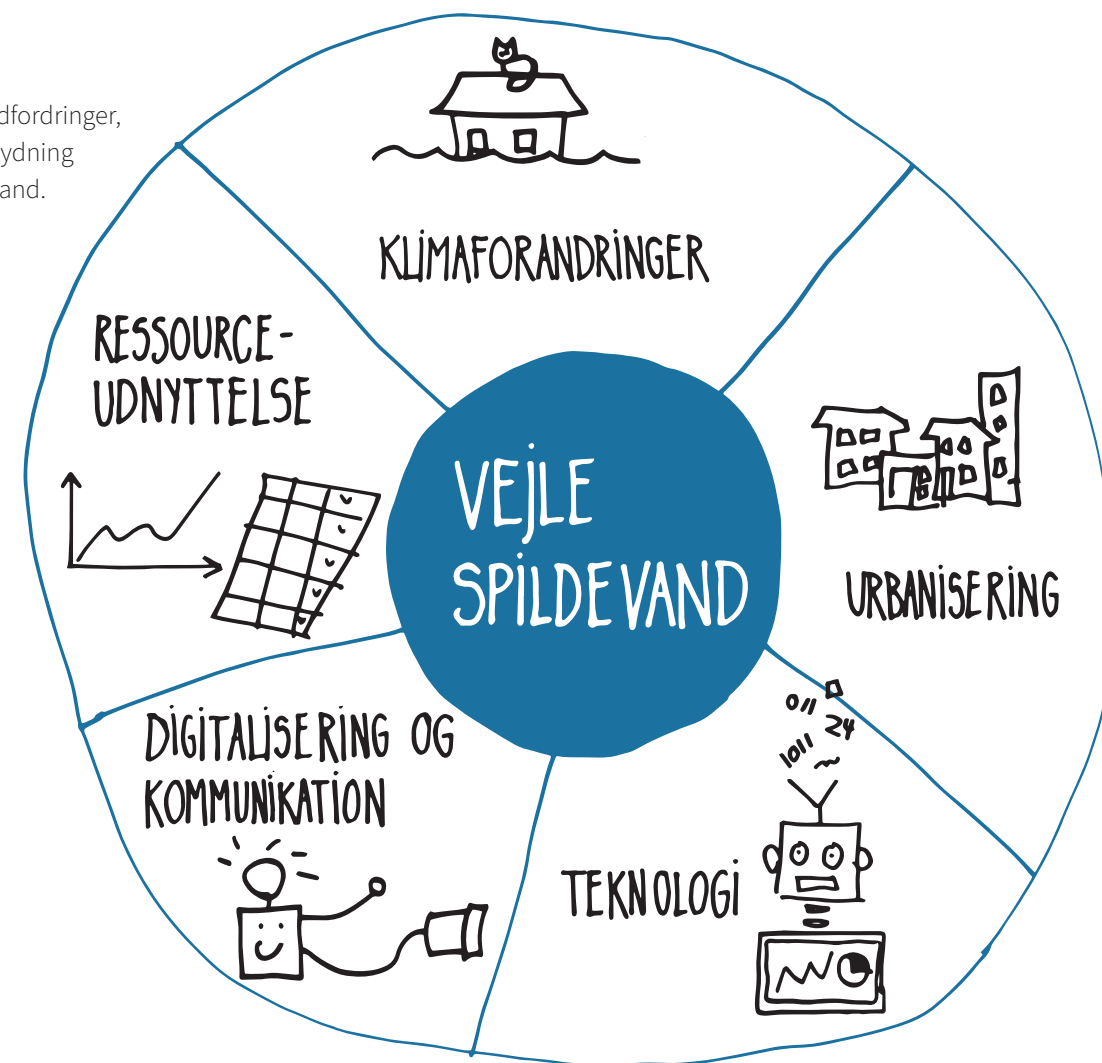 dfordringer,
ydning
and.
KLIMAFORANDRINGER
RESSOURCE-
UDNYTTELSE
VEJLE
SPILDEVAND
URBANISERING
DIGITALISERING OG
KOMMUNIKATION
TEKNOLOGI
011
24
1011